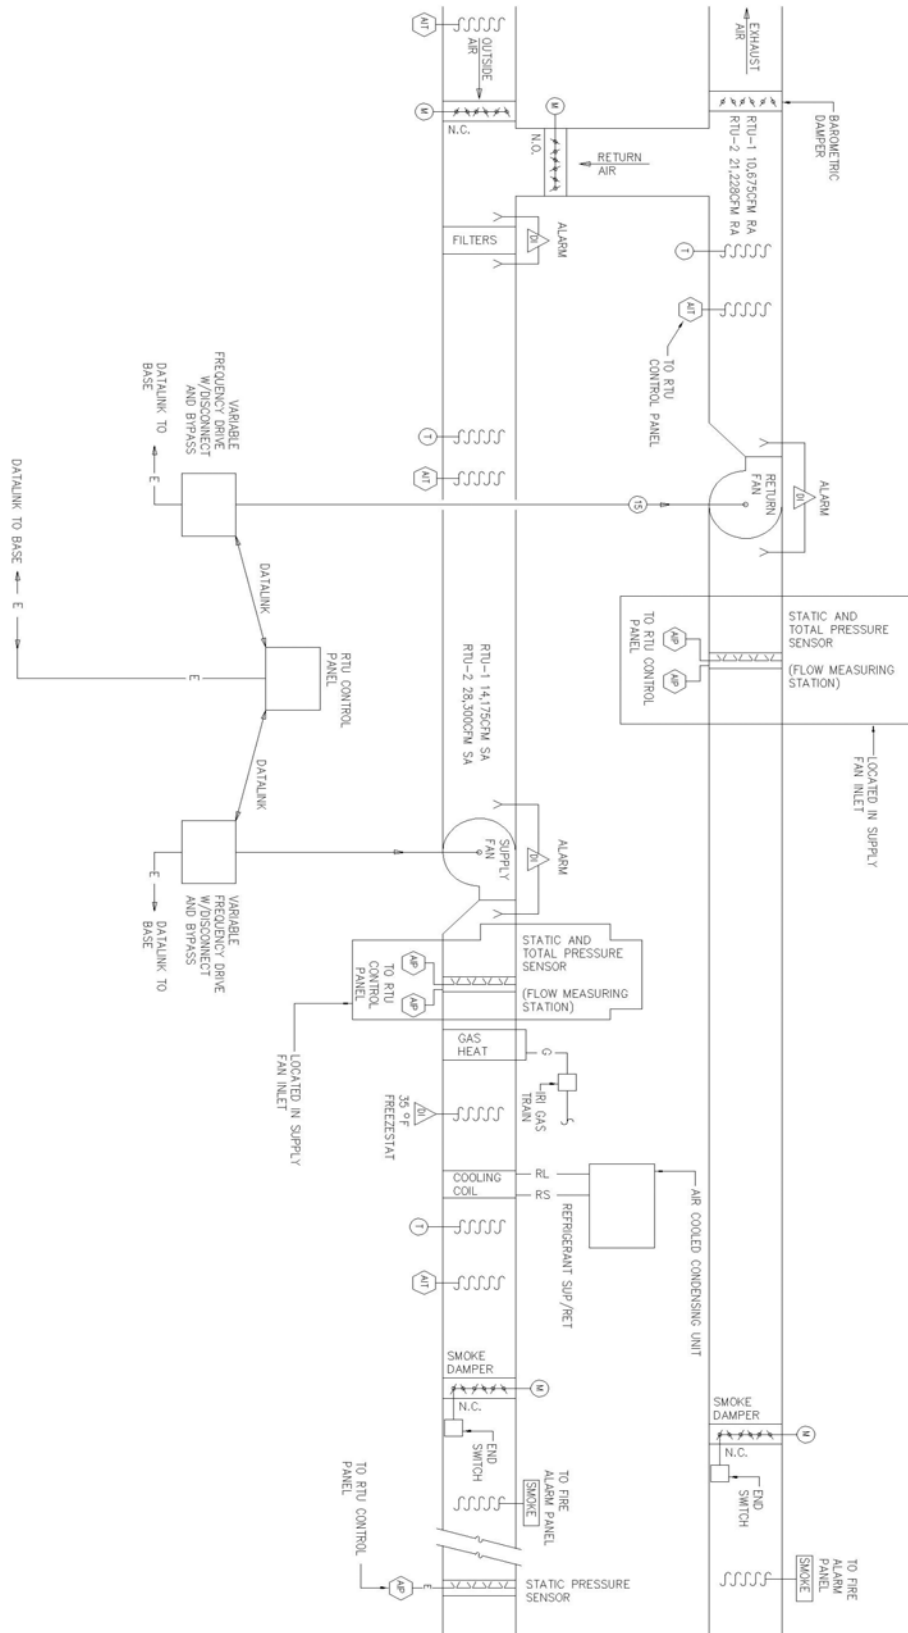 AIT
OUTSIDE
AIR
EXHAUST
AIR
M
N.C.
M
N.O.
RETURN
AIR
BAROMETRIC
DAMPER
RTU-1 10,675CFM RA
RTU-2 21,228CFM RA
FILTERS
DI
ALARM
T
AIT
TO RTU
CONTROL PANEL
T
AIT
VARIABLE
FREQUENCY DRIVE
W/DISCONNECT
AND BYPASS
DATALINK TO
BASE
E
15
RETURN
FAN
DI
ALARM
DATALINK TO BASE
E
DATALINK
E
RTU CONTROL
PANEL
DATALINK
STATIC AND
TOTAL PRESSURE
SENSOR
AIP
AIP
TO RTU CONTROL
PANEL
(FLOW MEASURING
STATION)
LOCATED IN SUPPLY
FAN INLET
RTU-1 14,175CFM SA
RTU-2 28,300CFM SA
SUPPLY
FAN
DI
ALARM
E
DATALINK TO
BASE
VARIABLE
FREQUENCY DRIVE
W/DISCONNECT
AND BYPASS
STATIC AND
TOTAL PRESSURE
SENSOR
AIP
AIP
TO RTU
CONTROL
PANEL
(FLOW MEASURING
STATION)
LOCATED IN SUPPLY
FAN INLET
GAS
HEAT
G
IRI GAS
TRAIN
DI
35 °F
FREEZESTAT
COOLING
COIL
RL
RS
REFRIGERANT SUP/RET
AIR COOLED CONDENSING UNIT
T
AIT
SMOKE
DAMPER
M
N.C.
END
SWITCH
SMOKE
DAMPER
M
N.C.
END
SWITCH
SMOKE
TO FIRE
ALARM PANEL
SMOKE
TO FIRE
ALARM
PANEL
TO RTU CONTROL
PANEL
AIP
E
STATIC PRESSURE
SENSOR